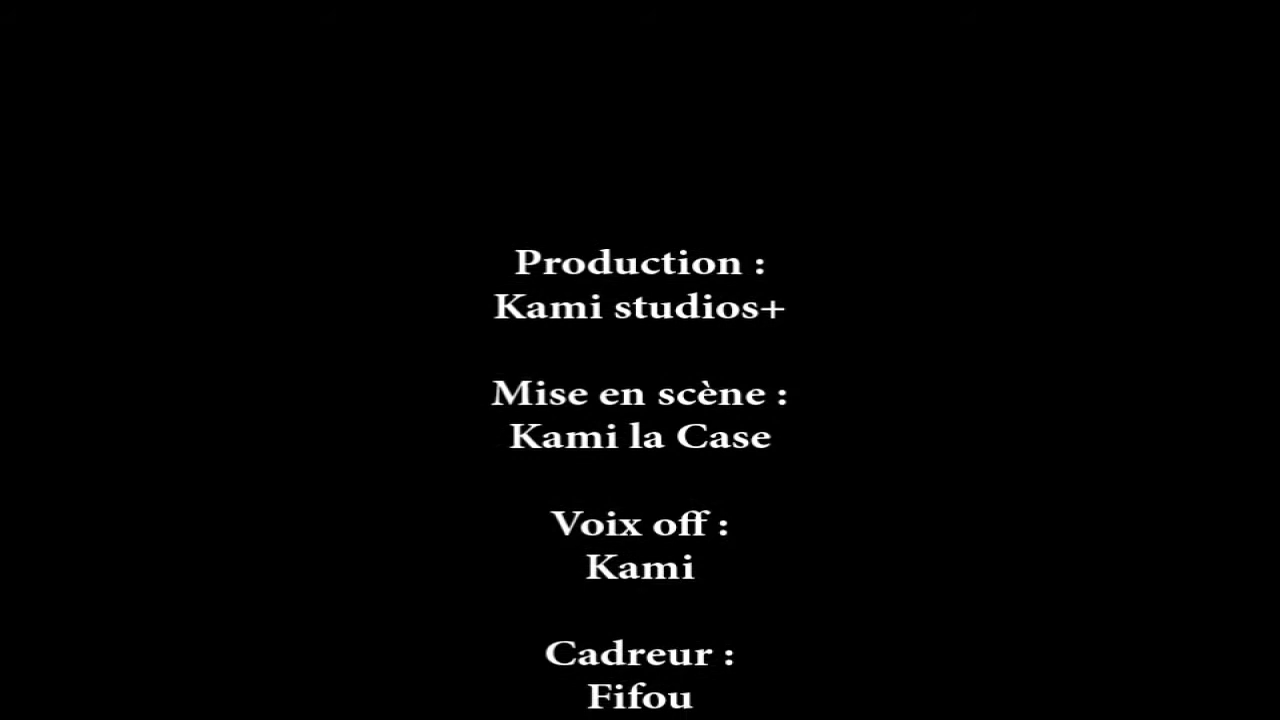 Production :
Kami studios+
Mise en scène :
Kami la Case
Voix off :
Kami
Cadreur :
Fifou